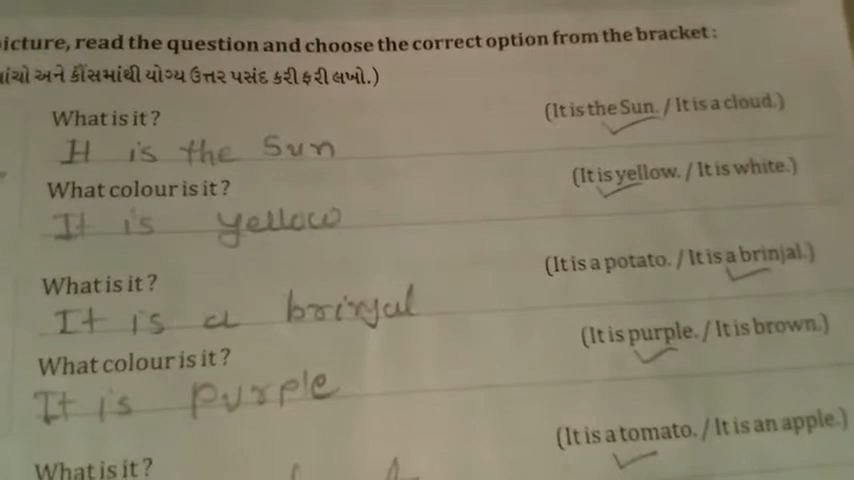 picture, read the question and choose the correct option from the bracket :
અને કૌંસમાંથી યોગ્ય ઉત્તર પસંદ કરી ફરી લખો.)
What is it ? (It is the Sun. / It is a cloud.)
It is the Sun
What colour is it ? (It is yellow. / It is white.)
It is yellow
What is it ? (It is a potato. / It is a brinjal.)
It is a brinjal
What colour is it ? (It is purple. / It is brown.)
It is purple
What is it ? (It is a tomato. / It is an apple.)